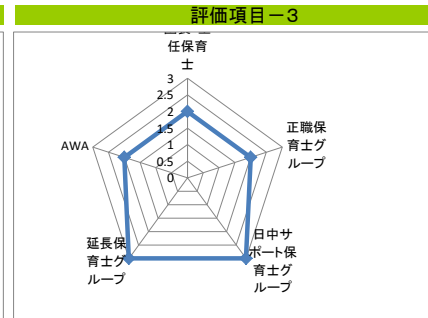 評価項目－3
任保育
士
3
2.5
2
1.5
1
0.5
0
正職保
育士グ
ループ
日中サ
ポート保
育士グ
ループ
延長保
育士グ
ループ
AWA